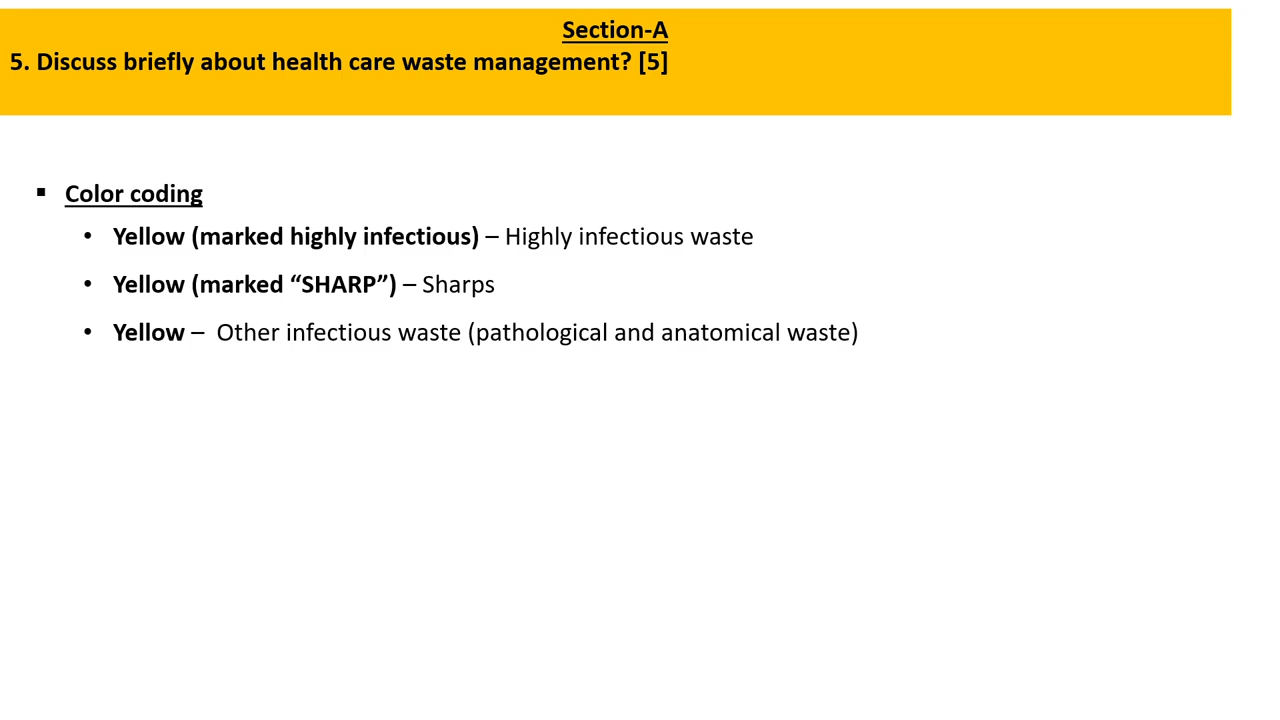 Section-A
5. Discuss briefly about health care waste management? [5]
▪ Color coding
• Yellow (marked highly infectious) – Highly infectious waste
• Yellow (marked “SHARP”) – Sharps
• Yellow – Other infectious waste (pathological and anatomical waste)